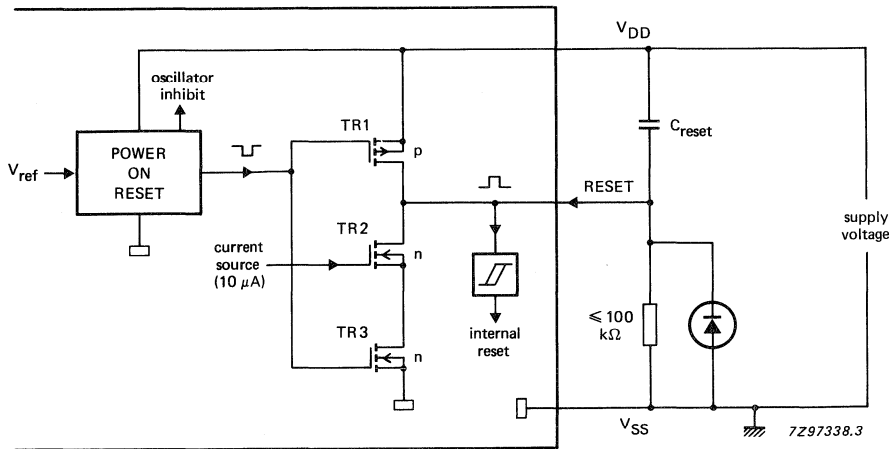 V_DD
oscillator
inhibit
POWER
ON
RESET
V_ref
TR1
p
C_reset
RESET
TR2
n
current
source
(10 μA)
supply
voltage
internal
reset
TR3
n
≤ 100
kΩ
V_SS
7Z97338.3